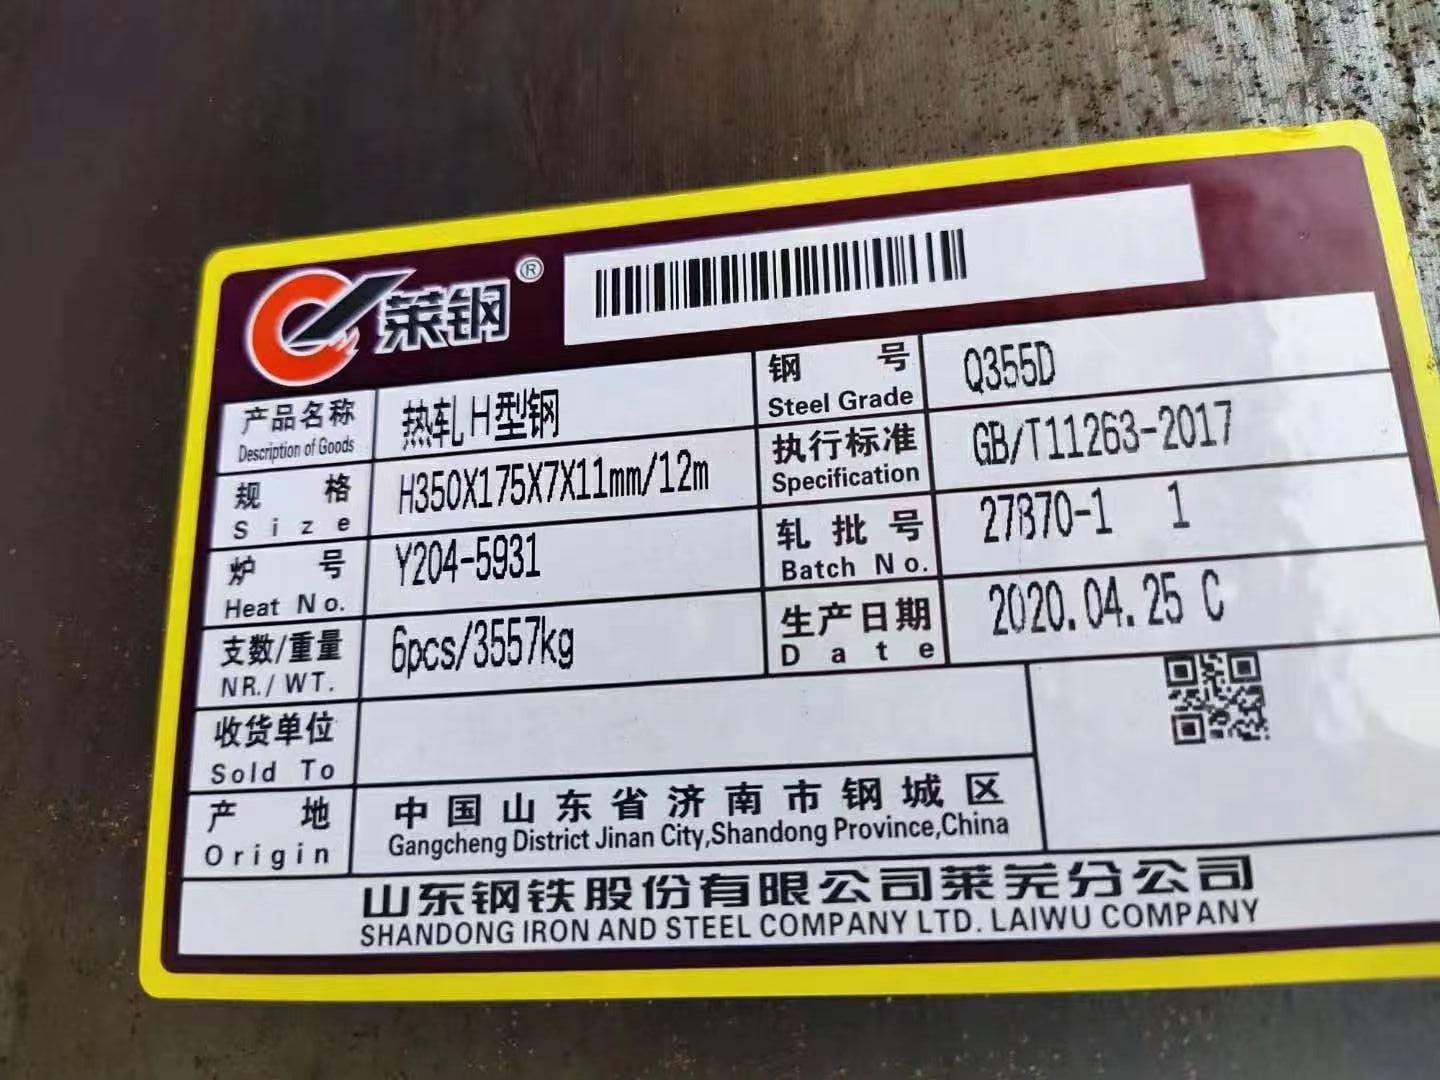 莱钢®
产品名称 热轧H型钢 钢号 Q355D
Description of Goods Steel Grade
规格 H350X175X7X11mm/12m 执行标准 GB/T11263-2017
Size Specification
炉号 Y204-5931 轧批号 27B70-1 1
Heat No. Batch No.
支数/重量 6pcs/3557kg 生产日期 2020.04.25 C
NR./WT. Date
收货单位
Sold To
产地 中国山东省济南市钢城区
Origin Gangcheng District Jinan City,Shandong Province,China
山东钢铁股份有限公司莱芜分公司
SHANDONG IRON AND STEEL COMPANY LTD. LAIWU COMPANY